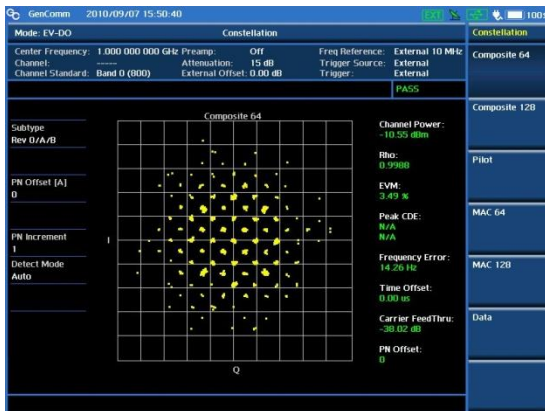 GenComm 2010/09/07 15:50:40 EXT 100%
Mode: EV-DO Constellation Constellation
Center Frequency: 1.000 000 000 GHz Preamp: Off Freq Reference: External 10 MHz
Channel: ----- Attenuation: 15 dB Trigger Source: External
Channel Standard: Band 0 (800) External Offset: 0.00 dB Trigger: External
PASS
Composite 64
Composite 128
Pilot
MAC 64
MAC 128
Data
Subtype
Rev 0/A/B
PN Offset [A]
0
PN Increment
1
Detect Mode
Auto
Composite 64
I
Q
Channel Power:
-10.55 dBm
Rho:
0.9988
EVM:
3.49 %
Peak CDE:
N/A
N/A
Frequency Error:
14.26 Hz
Time Offset:
0.00 us
Carrier FeedThru:
-38.02 dB
PN Offset:
0